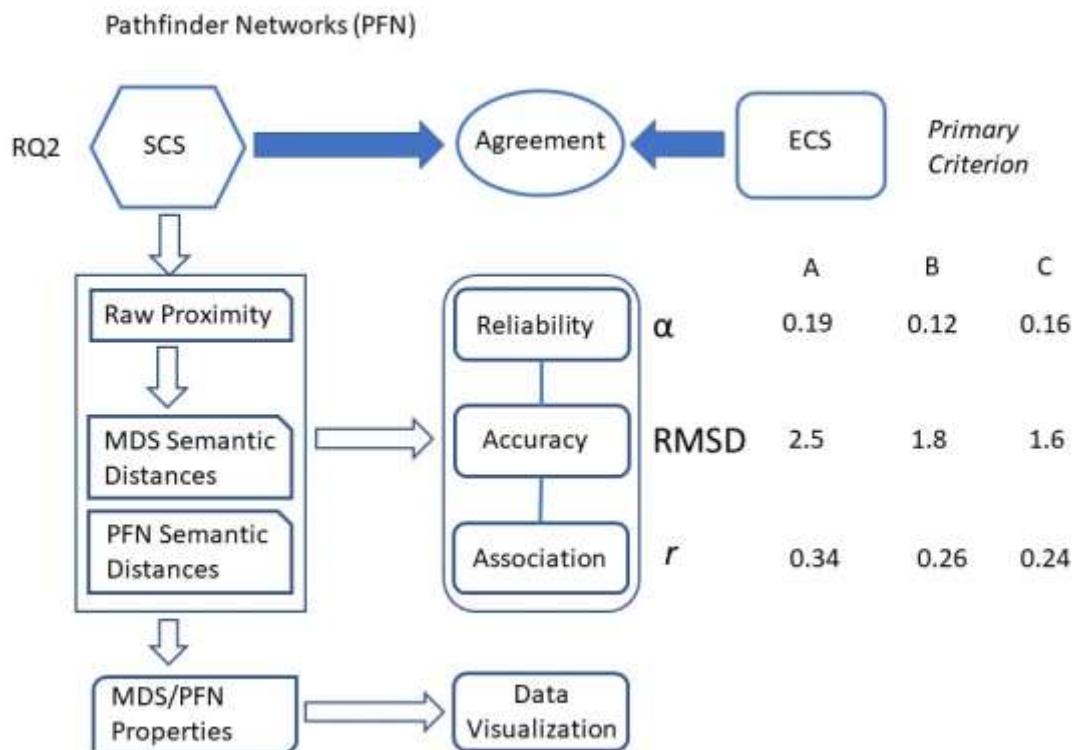 Pathfinder Networks (PFN)
RQ2
SCS
Agreement
ECS
Primary
Criterion
A B C
Raw Proximity
Reliability α 0.19 0.12 0.16
MDS Semantic
Distances
Accuracy RMSD 2.5 1.8 1.6
PFN Semantic
Distances
Association r 0.34 0.26 0.24
MDS/PFN
Properties
Data
Visualization